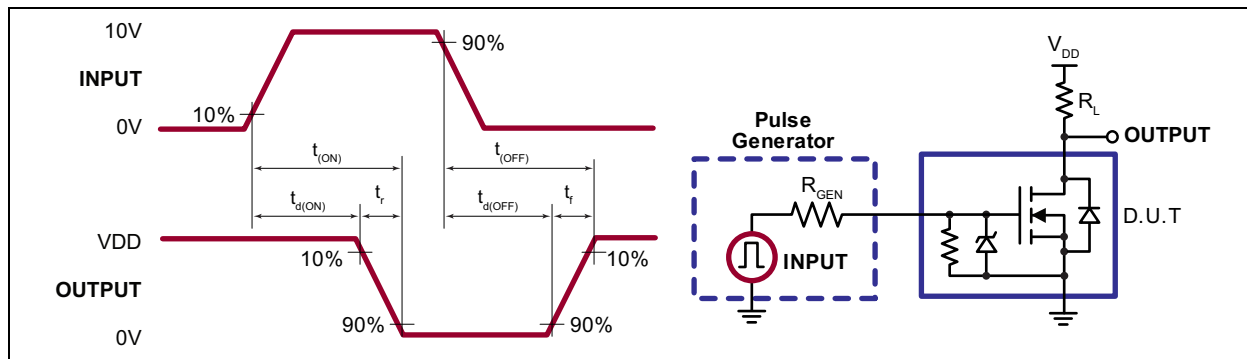 10V
INPUT
0V
10%
90%
t(ON)
t(OFF)
td(ON)
tr
td(OFF)
tf
VDD
OUTPUT
0V
10%
90%
90%
10%
Pulse
Generator
RGEN
INPUT
VDD
RL
OUTPUT
D.U.T